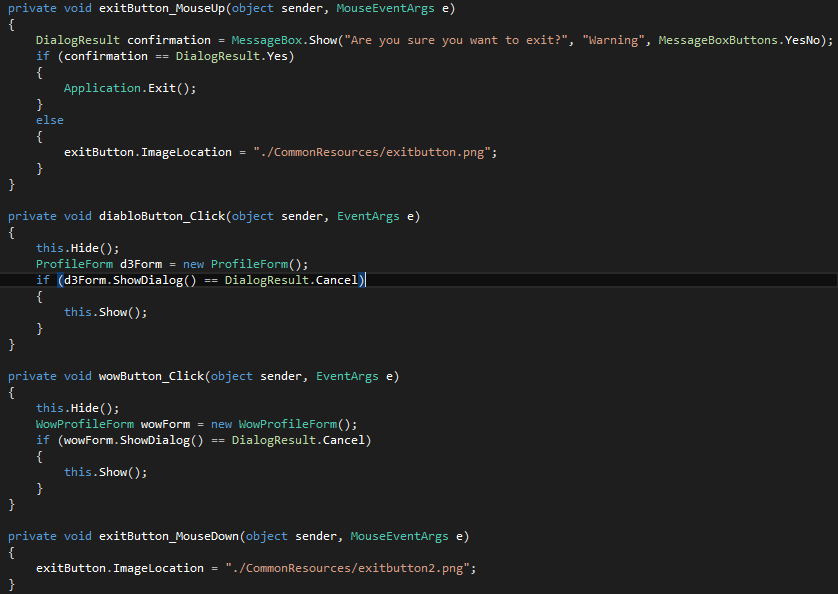 private void exitButton_MouseUp(object sender, MouseEventArgs e)
{
    DialogResult confirmation = MessageBox.Show("Are you sure you want to exit?", "Warning", MessageBoxButtons.YesNo);
    if (confirmation == DialogResult.Yes)
    {
        Application.Exit();
    }
    else
    {
        exitButton.ImageLocation = "./CommonResources/exitbutton.png";
    }
}

private void diabloButton_Click(object sender, EventArgs e)
{
    this.Hide();
    ProfileForm d3Form = new ProfileForm();
    if (d3Form.ShowDialog() == DialogResult.Cancel)
    {
        this.Show();
    }
}

private void wowButton_Click(object sender, EventArgs e)
{
    this.Hide();
    WowProfileForm wowForm = new WowProfileForm();
    if (wowForm.ShowDialog() == DialogResult.Cancel)
    {
        this.Show();
    }
}

private void exitButton_MouseDown(object sender, MouseEventArgs e)
{
    exitButton.ImageLocation = "./CommonResources/exitbutton2.png";
}